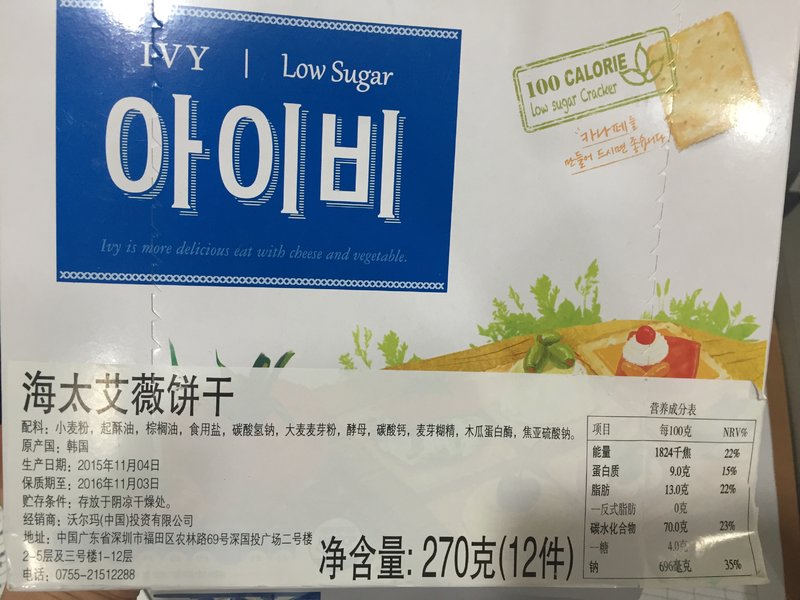 IVY | Low Sugar
아이비
Ivy is more delicious eat with cheese and vegetable.
100 CALORIE
Low sugar Cracker
카나페를
만들어 드시면 좋습니다
海太艾薇饼干
配料：小麦粉，起酥油，棕榈油，食用盐，碳酸氢钠，大麦麦芽粉，酵母，碳酸钙，麦芽糊精，木瓜蛋白酶，焦亚硫酸钠。
原产国：韩国
生产日期：2015年11月04日
保质期至：2016年11月03日
贮存条件：存放于阴凉干燥处。
经销商：沃尔玛(中国)投资有限公司
地址：中国广东省深圳市福田区农林路69号深国投广场二号楼
2-5层及三号楼1-12层
电话：0755-21512288
净含量: 270克(12件)
营养成分表
项目 每100克 NRV%
能量 1824千焦 22%
蛋白质 9.0克 15%
脂肪 13.0克 22%
—反式脂肪 0克
碳水化合物 70.0克 23%
—糖 4.0克
钠 696毫克 35%